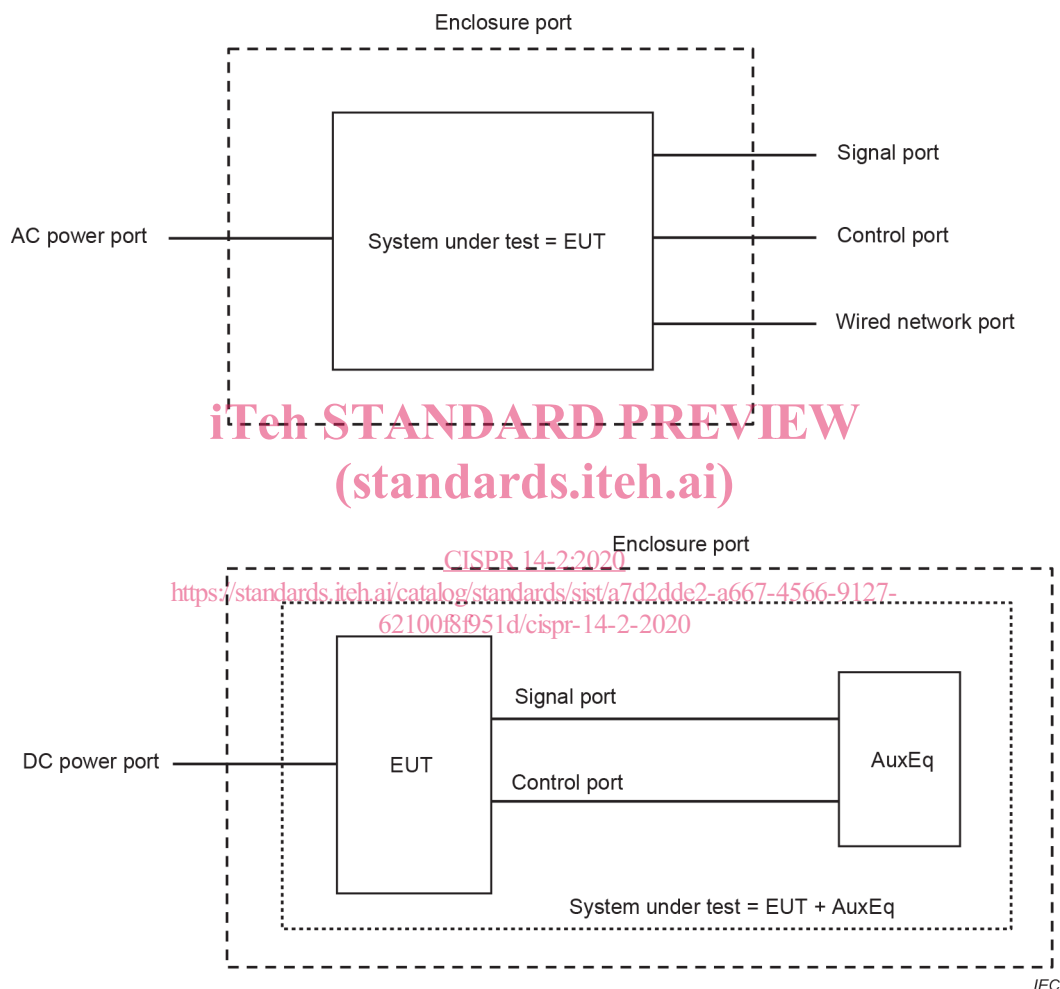 Enclosure port
Signal port
AC power port
System under test = EUT
Control port
Wired network port
iTeh STANDARD PREVIEW
(standards.iteh.ai)
Enclosure port
CISPR 14-2:2020
https://standards.iteh.ai/catalog/standards/sist/a7d2dde2-a667-4566-9127-
62100f8f951d/cispr-14-2-2020
Signal port
DC power port
EUT
AuxEq
Control port
System under test = EUT + AuxEq
IEC